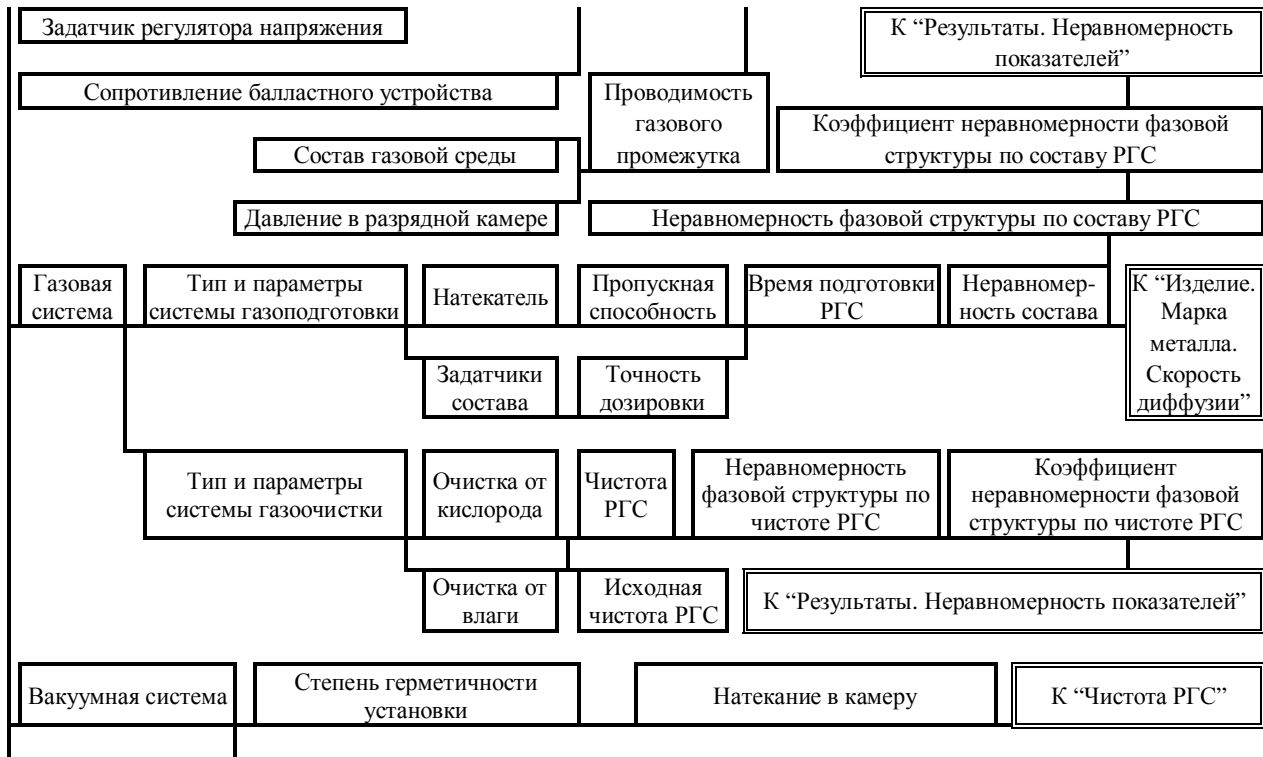 Задатчик регулятора напряжения
К “Результаты. Неравномерность
показателей”
Сопротивление балластного устройства
Проводимость
газового
промежутка
Коэффициент неравномерности фазовой
структуры по составу РГС
Состав газовой среды
Давление в разрядной камере
Неравномерность фазовой структуры по составу РГС
Газовая
система
Тип и параметры
системы газоподготовки
Натекатель
Пропускная
способность
Время подготовки
РГС
Неравномер-
ность состава
К “Изделие.
Марка
металла.
Скорость
диффузии”
Задатчики
состава
Точность
дозировки
Тип и параметры
системы газоочистки
Очистка от
кислорода
Чистота
РГС
Неравномерность
фазовой структуры по
чистоте РГС
Коэффициент
неравномерности фазовой
структуры по чистоте РГС
Очистка от
влаги
Исходная
чистота РГС
К “Результаты. Неравномерность показателей”
Вакуумная система
Степень герметичности
установки
Натекание в камеру
К “Чистота РГС”